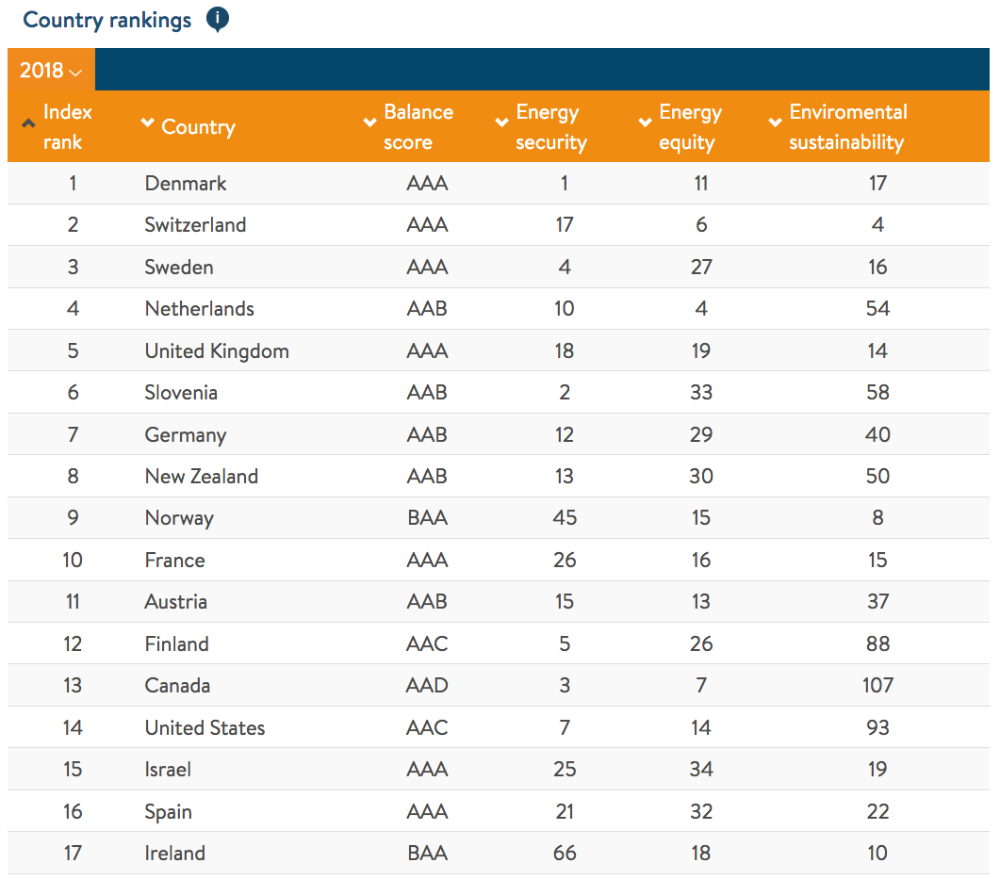 Country rankings i
2018
Index rank Country Balance score Energy security Energy equity Enviromental sustainability
1 Denmark AAA 1 11 17
2 Switzerland AAA 17 6 4
3 Sweden AAA 4 27 16
4 Netherlands AAB 10 4 54
5 United Kingdom AAA 18 19 14
6 Slovenia AAB 2 33 58
7 Germany AAB 12 29 40
8 New Zealand AAB 13 30 50
9 Norway BAA 45 15 8
10 France AAA 26 16 15
11 Austria AAB 15 13 37
12 Finland AAC 5 26 88
13 Canada AAD 3 7 107
14 United States AAC 7 14 93
15 Israel AAA 25 34 19
16 Spain AAA 21 32 22
17 Ireland BAA 66 18 10